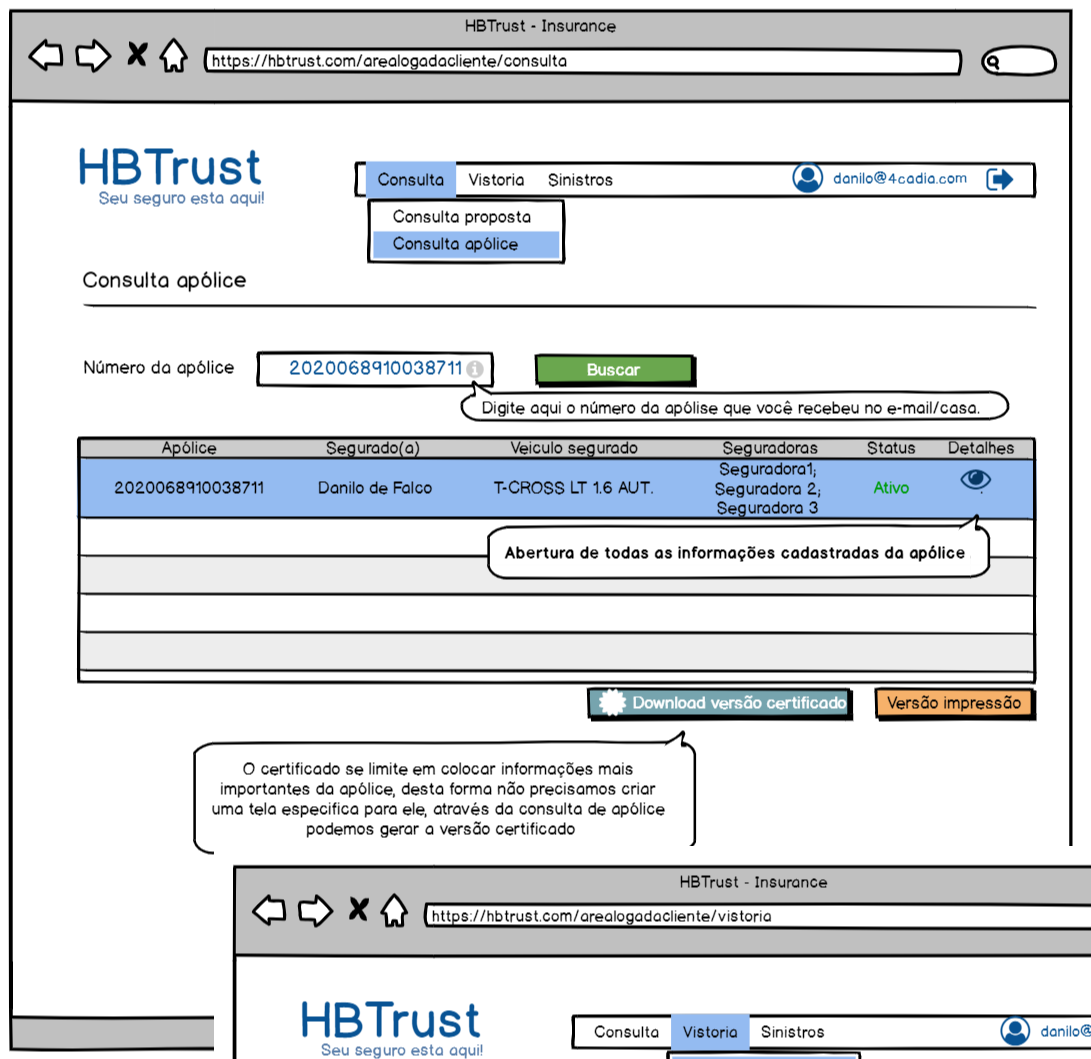 HBTrust - Insurance
https://hbtrust.com/arealogadacliente/consulta
HBTrust
Seu seguro esta aqui!
Consulta Vistoria Sinistros danilo@4cadia.com
Consulta proposta
Consulta apólice
Consulta apólice
Número da apólice 2020068910038711 Buscar
Digite aqui o número da apólise que você recebeu no e-mail/casa.
Apólice Segurado(a) Veiculo segurado Seguradoras Status Detalhes
2020068910038711 Danilo de Falco T-CROSS LT 1.6 AUT. Seguradora1; Ativo
Seguradora 2;
Seguradora 3
Abertura de todas as informações cadastradas da apólice
Download versão certificado Versão impressão
O certificado se limite em colocar informações mais
importantes da apólice, desta forma não precisamos criar
uma tela especifica para ele, através da consulta de apólice
podemos gerar a versão certificado
HBTrust - Insurance
https://hbtrust.com/arealogadacliente/vistoria
HBTrust
Seu seguro esta aqui!
Consulta Vistoria Sinistros danilo@